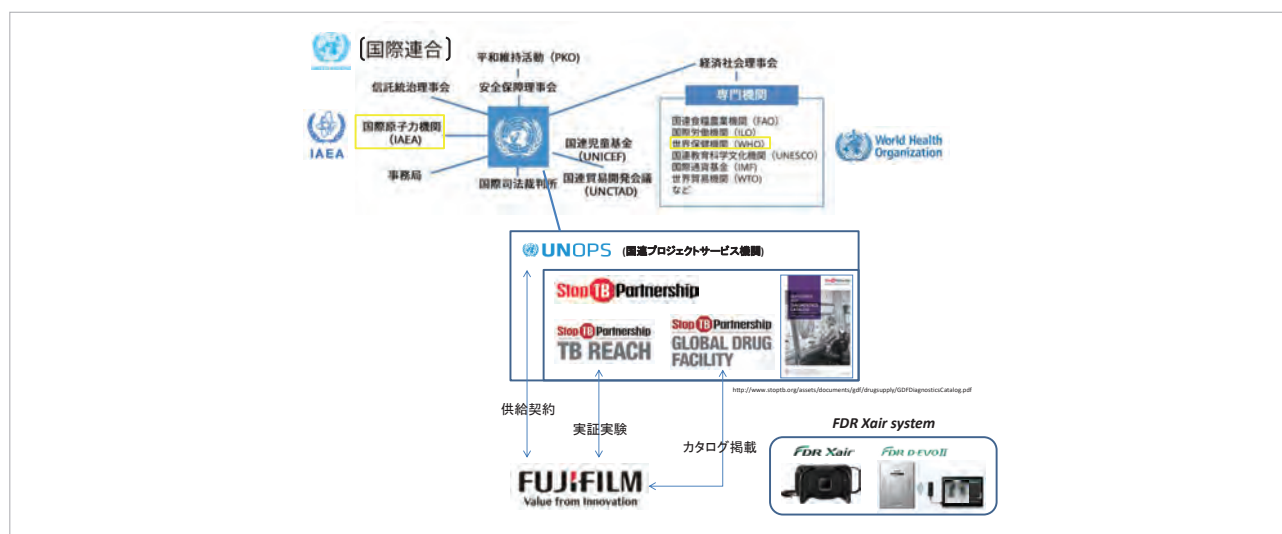 〔国際連合〕
平和維持活動（PKO）
経済社会理事会
信託統治理事会
安全保障理事会
専門機関
国際原子力機関
(IAEA)
IAEA
国連食糧農業機関（FAO）
国際労働機関（ILO）
世界保健機関（WHO）
国連教育科学文化機関（UNESCO）
国際通貨基金（IMF）
世界貿易機関（WTO）
など
World Health
Organization
国連児童基金
(UNICEF)
事務局
国際司法裁判所
国連貿易開発会議
(UNCTAD)
UNOPS (国連プロジェクトサービス機関)
Stop TB Partnership
Stop TB Partnership
TB REACH
Stop TB Partnership
GLOBAL DRUG
FACILITY
http://www.stoptb.org/assets/documents/gdf/drugsupply/GDFDiagnosticsCatalog.pdf
供給契約
実証実験
カタログ掲載
FDR Xair system
FDR Xair
FDR D-EVO II
FUJIFILM
Value from Innovation